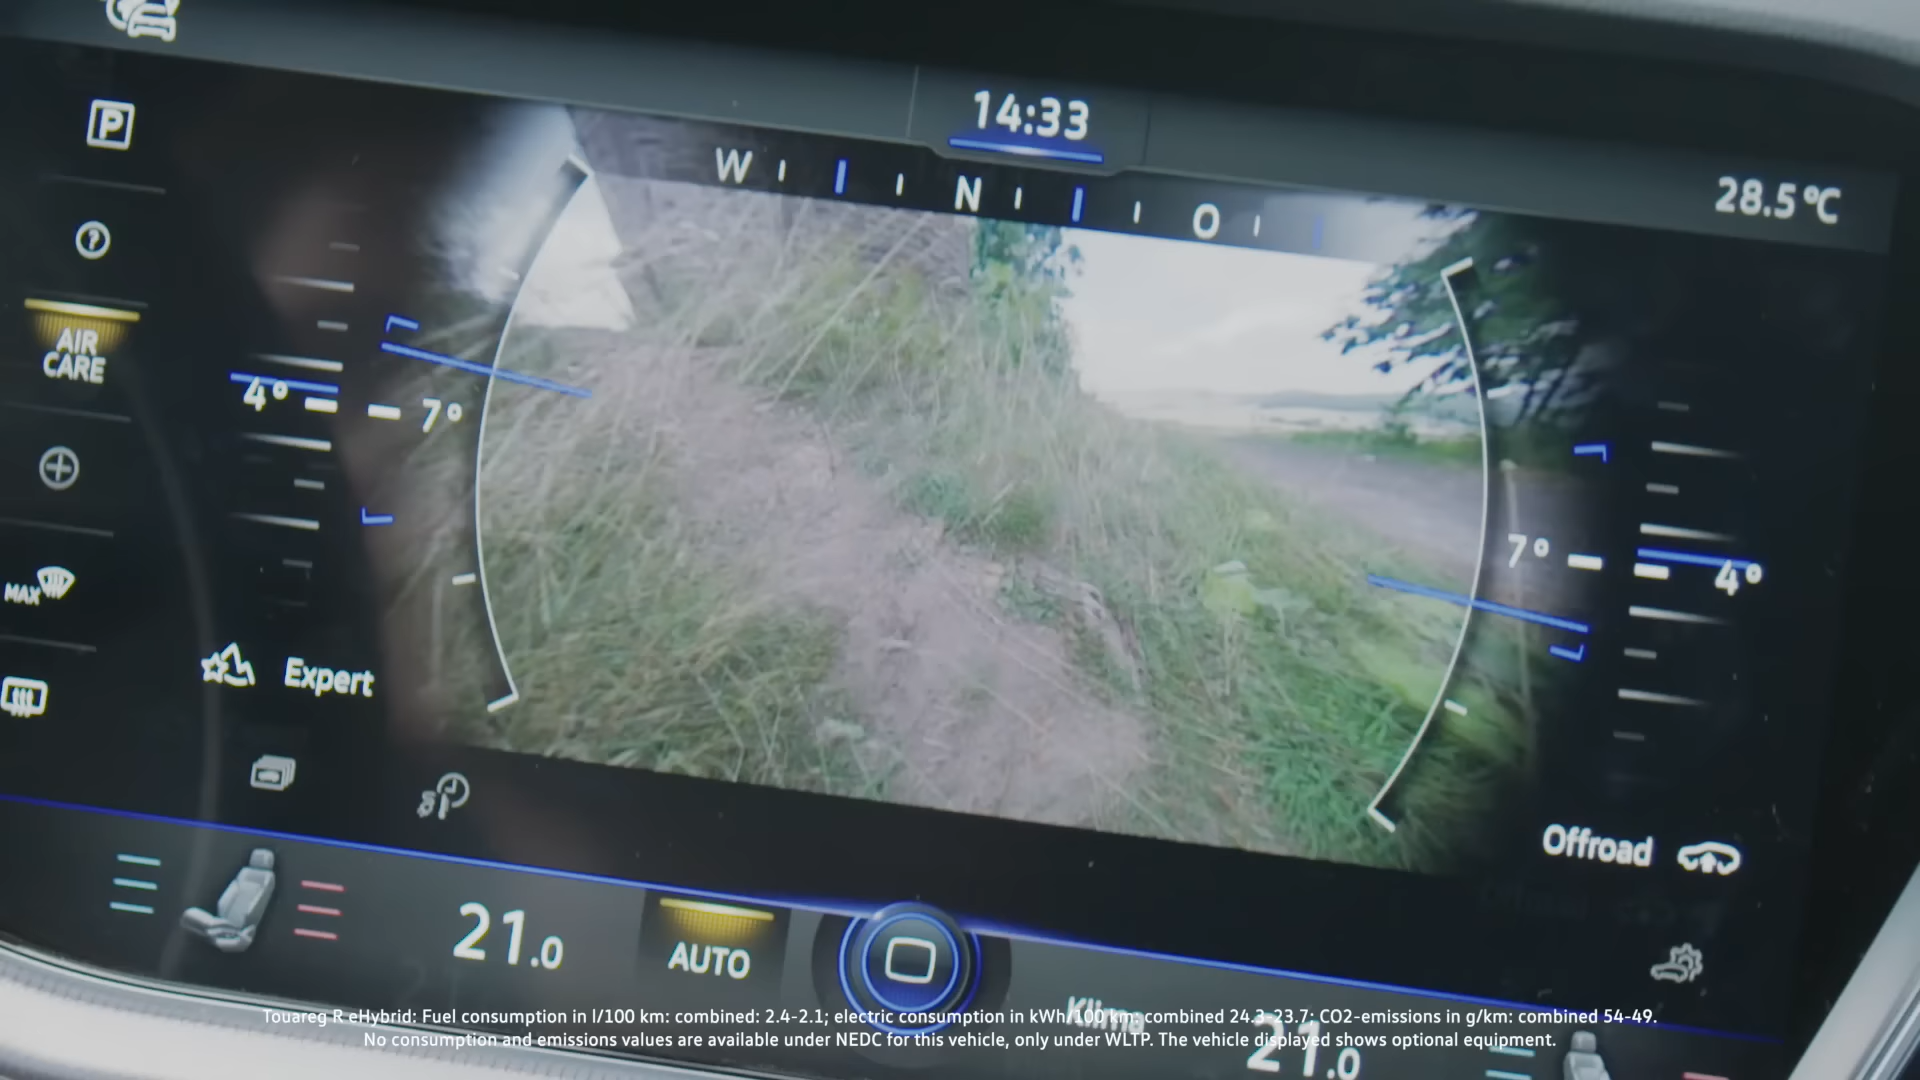 14:33
P
W N O
28.5°C
?
AIR
CARE
4° 7°
7° 4°
MAX
Expert
Offroad
21.0
AUTO
Klima
21.0
Touareg R eHybrid: Fuel consumption in l/100 km: combined: 2.4-2.1; electric consumption in kWh/100 km: combined 24.3-23.7; CO2-emissions in g/km: combined 54-49.
No consumption and emissions values are available under NEDC for this vehicle, only under WLTP. The vehicle displayed shows optional equipment.